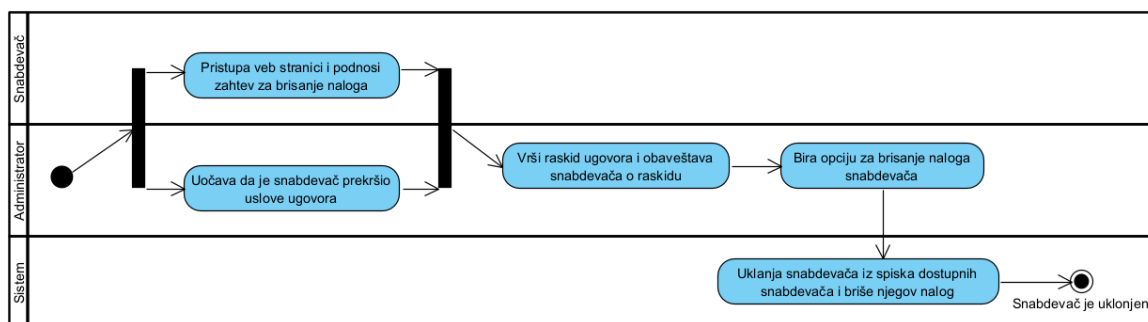 Snabdevač
Pristupa veb stranici i podnosi
zahtev za brisanje naloga
Administrator
Uočava da je snabdevač prekršio
uslove ugovora
Vrši raskid ugovora i obaveštava
snabdevača o raskidu
Bira opciju za brisanje naloga
snabdevača
Sistem
Uklanja snabdevača iz spiska dostupnih
snabdevača i briše njegov nalog
Snabdevač je uklonjen